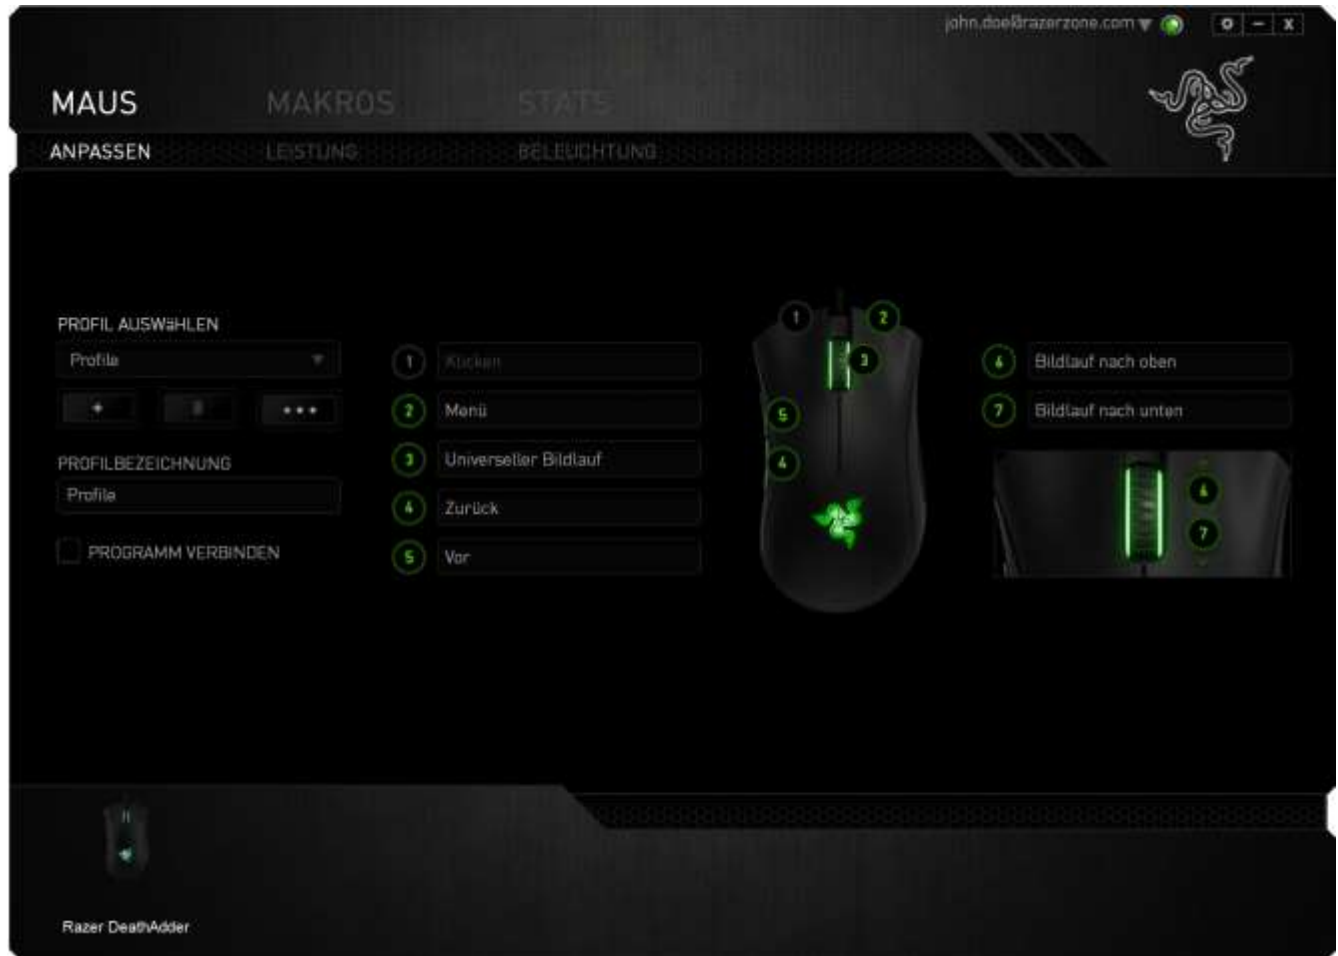 john.doe@razerzone.com
MAUS MAKROS STATS
ANPASSEN LEISTUNG BELEUCHTUNG
PROFIL AUSWäHLEN
Profile
PROFILBEZEICHNUNG
Profile
PROGRAMM VERBINDEN
1 Klicken
2 Menü
3 Universeller Bildlauf
4 Zurück
5 Vor
1
2
3
5
4
6 Bildlauf nach oben
7 Bildlauf nach unten
6
7
Razer DeathAdder